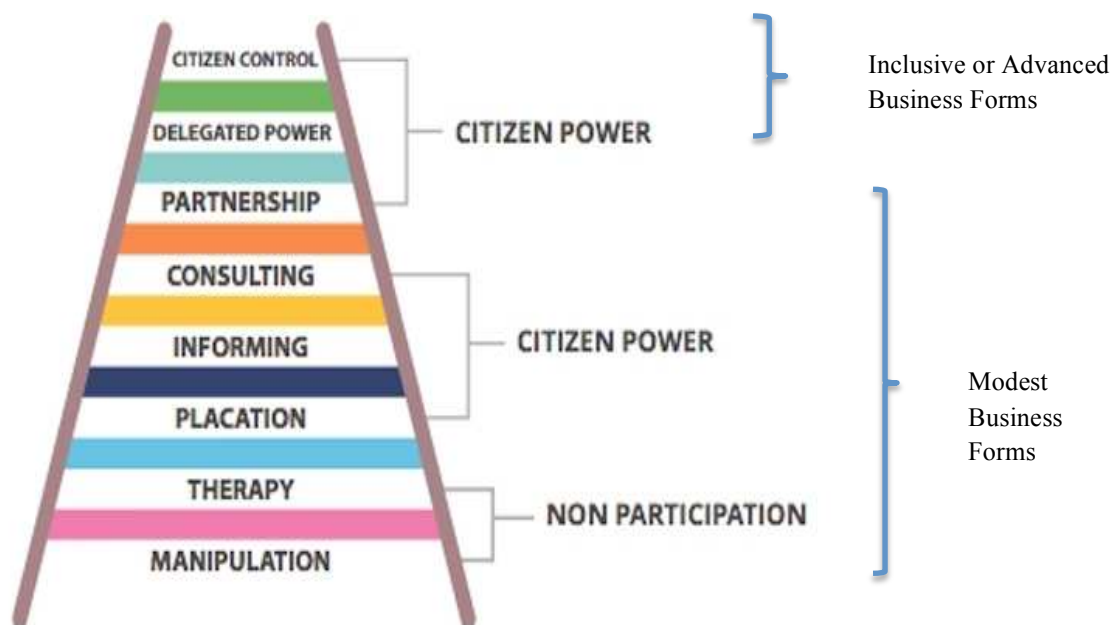 CITIZEN CONTROL
DELEGATED POWER
PARTNERSHIP
CONSULTING
INFORMING
PLACATION
THERAPY
MANIPULATION
CITIZEN POWER
CITIZEN POWER
NON PARTICIPATION
Inclusive or Advanced
Business Forms
Modest
Business
Forms